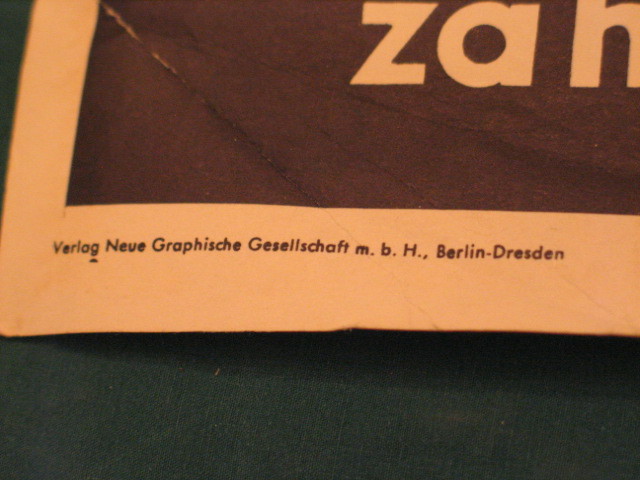 zah
Verlag Neue Graphische Gesellschaft m. b. H., Berlin-Dresden